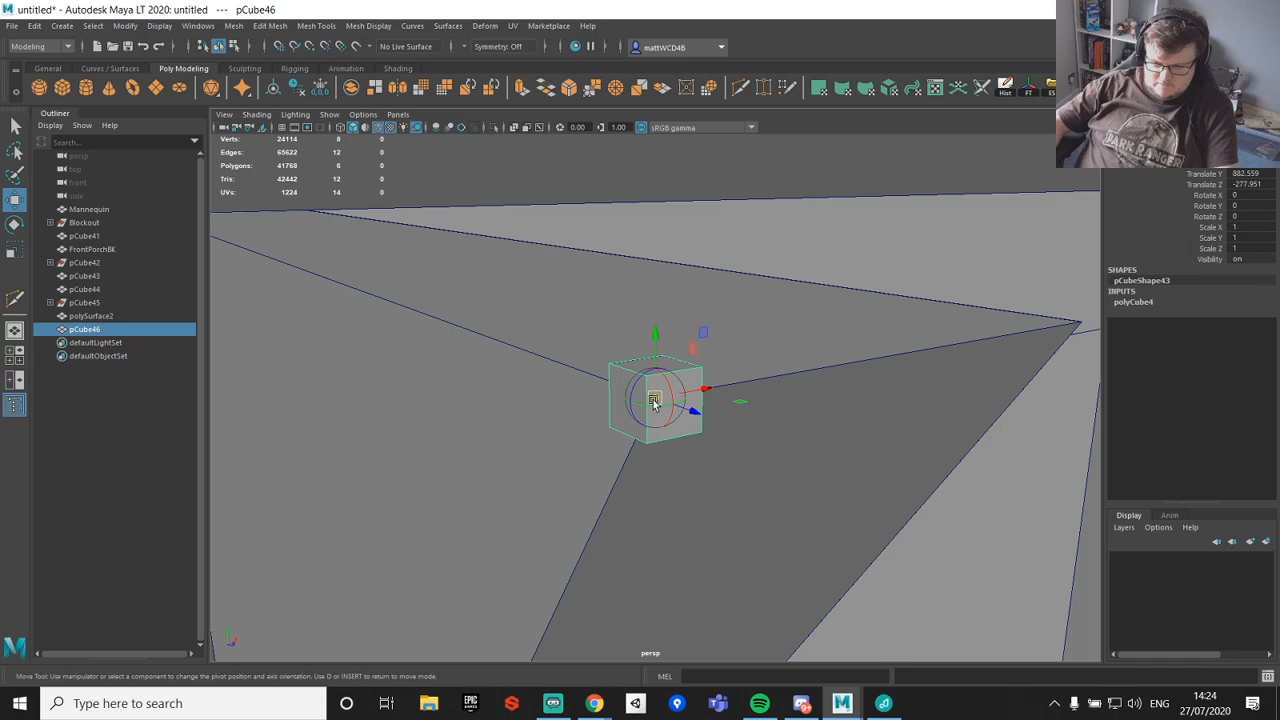 untitled* - Autodesk Maya LT 2020: untitled --- pCube46
File Edit Create Select Modify Display Windows Mesh Edit Mesh Mesh Tools Mesh Display Curves Surfaces Deform UV Marketplace Help
Modeling No Live Surface Symmetry: Off mattWCD4B
General Curves / Surfaces Poly Modeling Sculpting Rigging Animation Shading
Hist FT
Outliner
Display Show Help
Search...
persp
top
front
side
Mannequin
Blockout
pCube41
FrontPorchBK
pCube42
pCube43
pCube44
pCube45
polySurface2
pCube46
defaultLightSet
defaultObjectSet
View Shading Lighting Show Renderer Panels
0.00 1.00 sRGB gamma
Verts: 24114 8 0
Edges: 65622 12 0
Polygons: 41768 6 0
Tris: 42442 12 0
UVs: 1224 14 0
persp
PARK RANGER
Translate Y 882.559
Translate Z -277.951
Rotate X 0
Rotate Y 0
Rotate Z 0
Scale X 1
Scale Y 1
Scale Z 1
Visibility on
SHAPES
pCubeShape43
INPUTS
polyCube4
Display Anim
Layers Options Help
Move Tool: Use manipulator or select a component to change the pivot position and axis orientation. Use D or INSERT to return to move mode.
MEL
Type here to search
ENG
14:24
27/07/2020